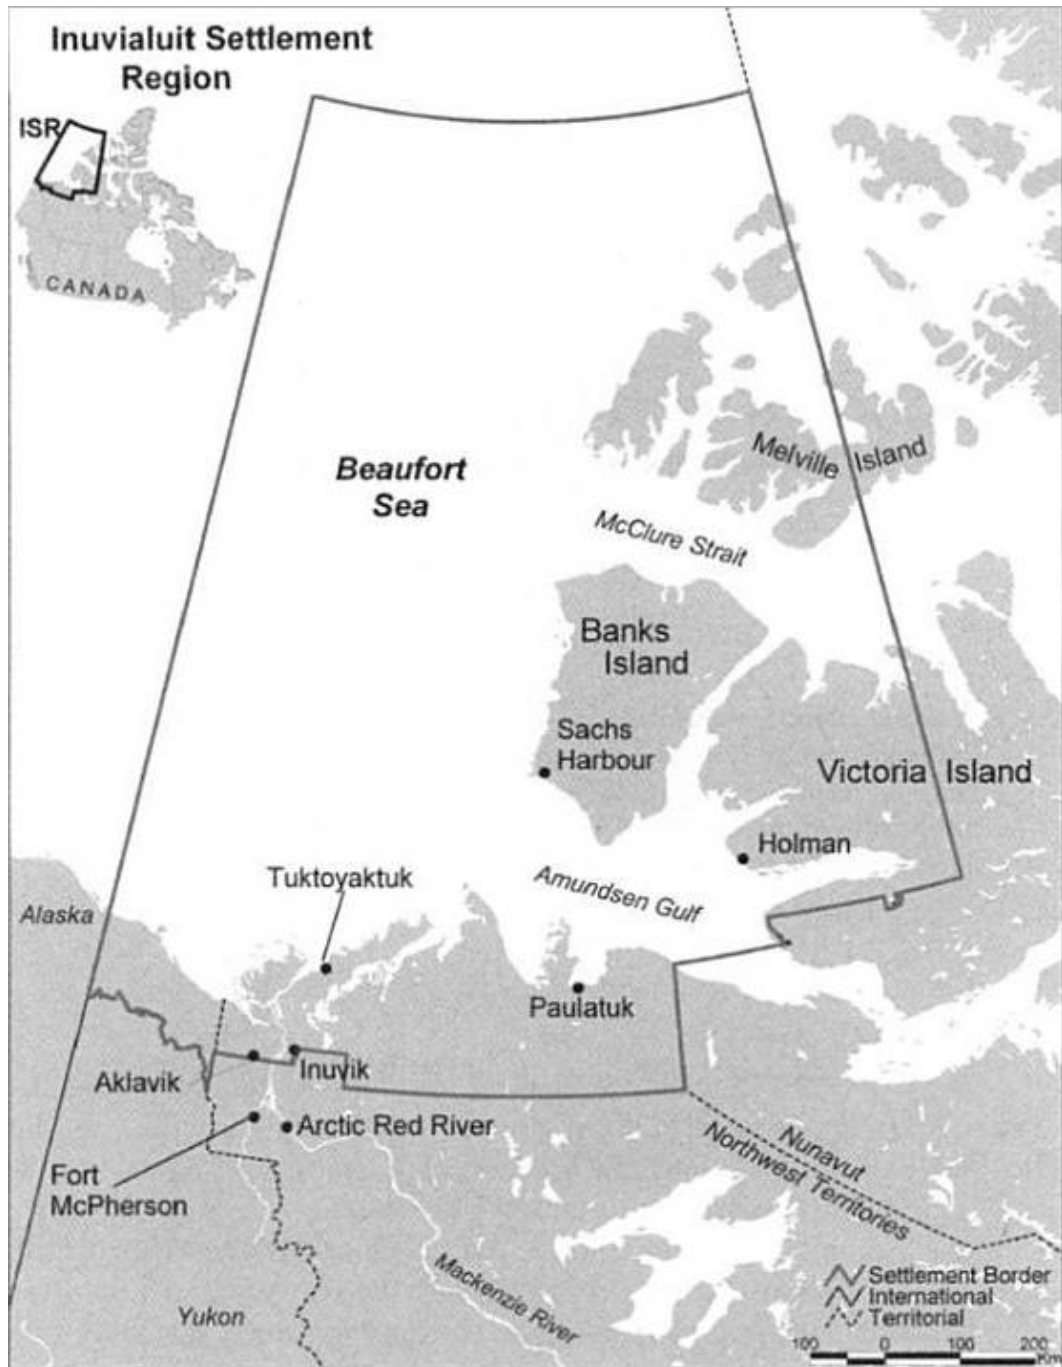 Inuvialuit Settlement
Region
ISR
CANADA
Beaufort
Sea
Melville Island
McClure Strait
Banks
Island
Sachs
Harbour
Victoria Island
Holman
Tuktoyaktuk
Amundsen Gulf
Alaska
Paulatuk
Aklavik
Inuvik
Arctic Red River
Fort
McPherson
Nunavut
Northwest Territories
Mackenzie River
Yukon
Settlement Border
International
Territorial
100 0 100 200
Km